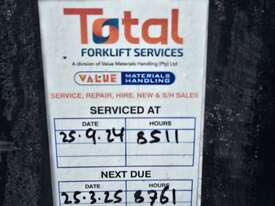 Total
FORKLIFT SERVICES
A division of Value Materials Handling (Pty) Ltd
VALUE MATERIALS HANDLING
SERVICE, REPAIR, HIRE, NEW & S/H SALES
SERVICED AT
DATE HOURS
25.9.24 8511
NEXT DUE
DATE HOURS
25.3.25 8761